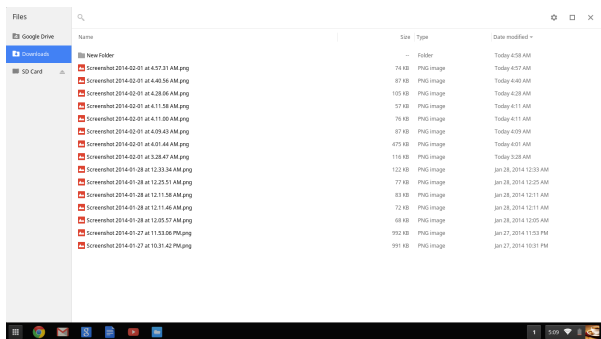 Files
Google Drive
Downloads
SD Card
Name Size Type Date modified
New Folder -- Folder Today 4:58 AM
Screenshot 2014-02-01 at 4.57.31 AM.png 74 KB PNG image Today 4:57 AM
Screenshot 2014-02-01 at 4.40.56 AM.png 87 KB PNG image Today 4:40 AM
Screenshot 2014-02-01 at 4.28.06 AM.png 105 KB PNG image Today 4:28 AM
Screenshot 2014-02-01 at 4.11.58 AM.png 57 KB PNG image Today 4:11 AM
Screenshot 2014-02-01 at 4.11.00 AM.png 76 KB PNG image Today 4:11 AM
Screenshot 2014-02-01 at 4.09.43 AM.png 87 KB PNG image Today 4:09 AM
Screenshot 2014-02-01 at 4.01.44 AM.png 475 KB PNG image Today 4:01 AM
Screenshot 2014-02-01 at 3.28.47 AM.png 116 KB PNG image Today 3:28 AM
Screenshot 2014-01-28 at 12.33.34 AM.png 122 KB PNG image Jan 28, 2014 12:33 AM
Screenshot 2014-01-28 at 12.25.51 AM.png 77 KB PNG image Jan 28, 2014 12:25 AM
Screenshot 2014-01-28 at 12.11.58 AM.png 83 KB PNG image Jan 28, 2014 12:11 AM
Screenshot 2014-01-28 at 12.11.46 AM.png 72 KB PNG image Jan 28, 2014 12:11 AM
Screenshot 2014-01-28 at 12.05.57 AM.png 68 KB PNG image Jan 28, 2014 12:05 AM
Screenshot 2014-01-27 at 11.53.06 PM.png 992 KB PNG image Jan 27, 2014 11:53 PM
Screenshot 2014-01-27 at 10.31.42 PM.png 991 KB PNG image Jan 27, 2014 10:31 PM
8 1 5:09